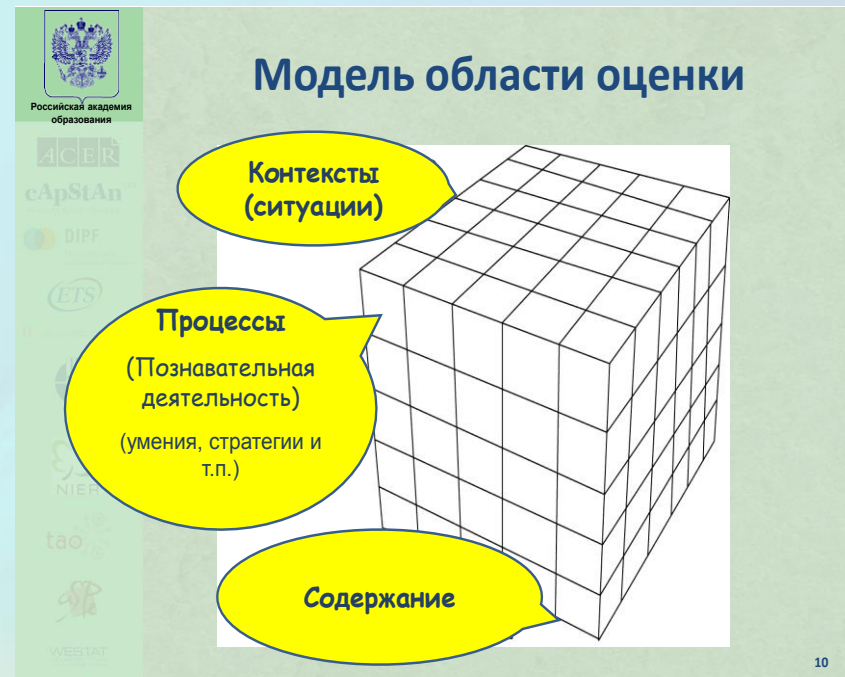 Модель области оценки
Российская академия
образования
ACER
cApStAn
DIPF
ETS
NIER
tao
WESTAT
Контексты
(ситуации)
Процессы
(Познавательная
деятельность)
(умения, стратегии и
т.п.)
Содержание
10